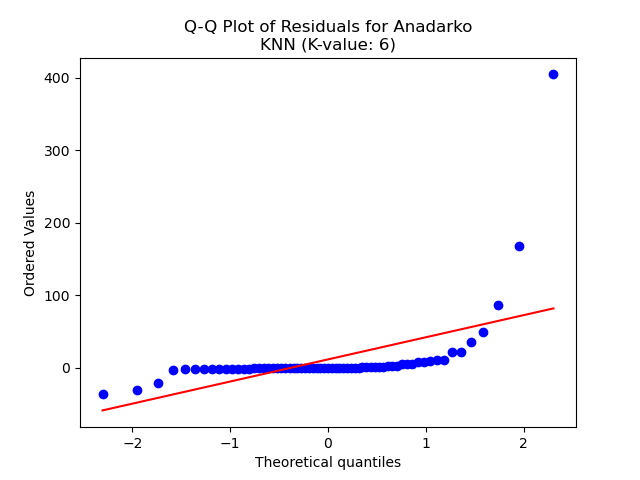 Q-Q Plot of Residuals for Anadarko
KNN (K-value: 6)
Ordered Values
400
300
200
100
0
−2
−1
0
1
2
Theoretical quantiles